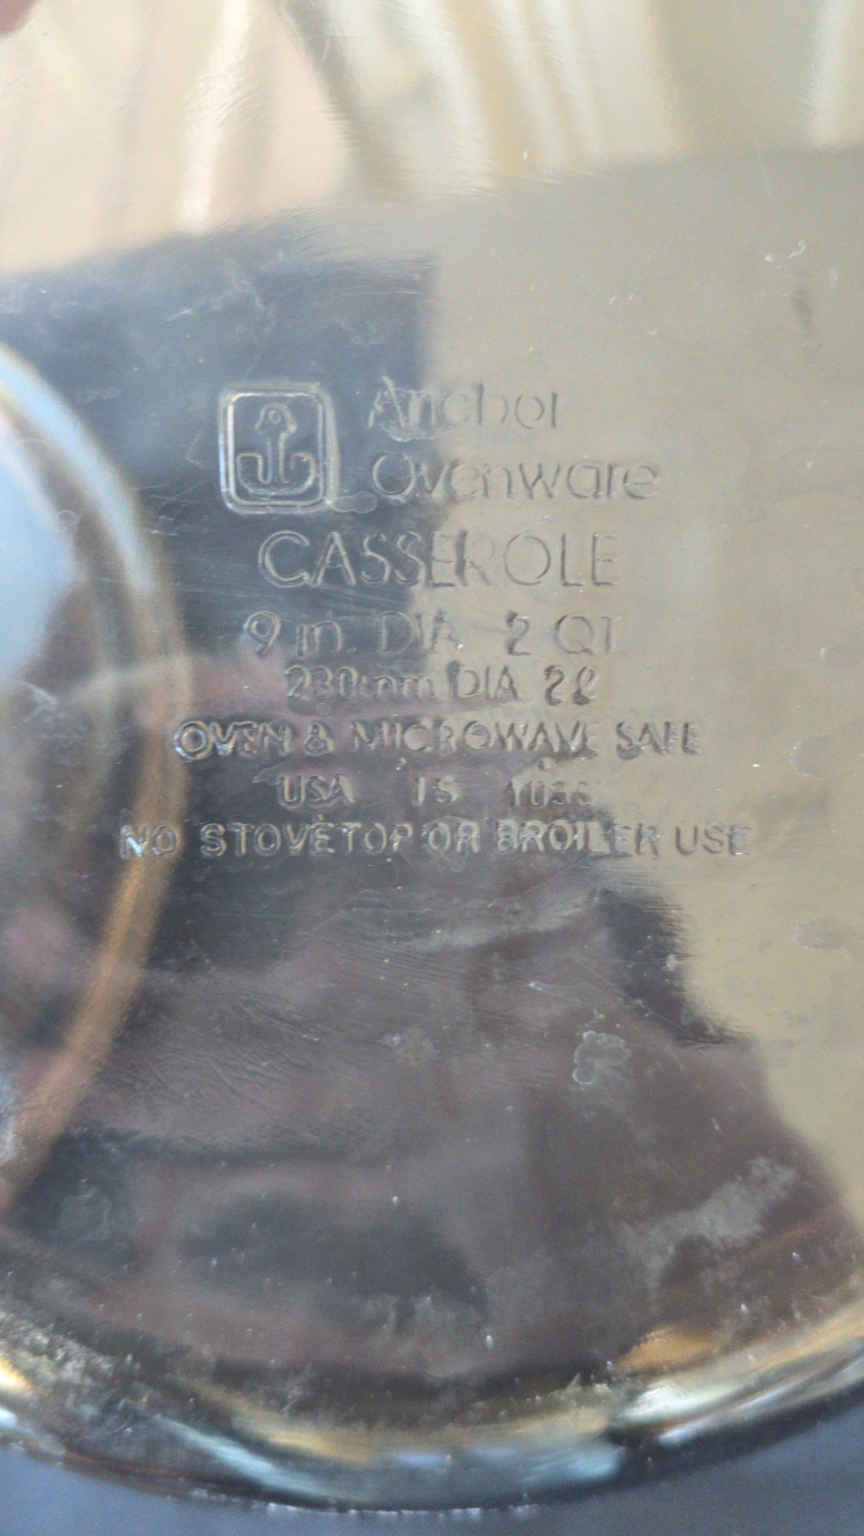 Anchor
Ovenware
CASSEROLE
9 in. DIA 2 QT
230mm DIA 2ℓ
OVEN & MICROWAVE SAFE
USA 15
NO STOVETOP OR BROILER USE